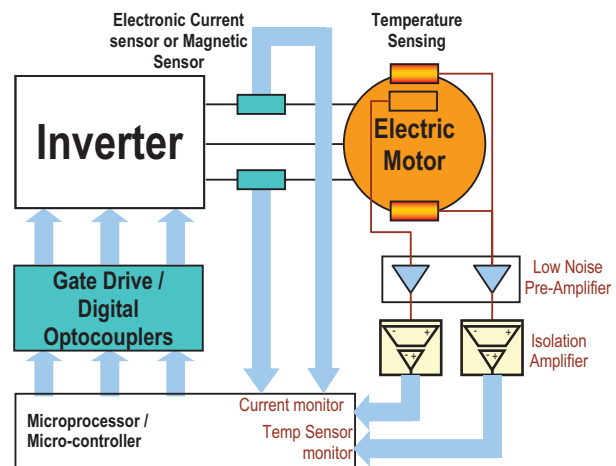 Electronic Current
sensor or Magnetic
Sensor
Temperature
Sensing
Inverter
Electric
Motor
Gate Drive /
Digital
Optocouplers
Low Noise
Pre-Amplifier
- +
- +
- +
- +
Isolation
Amplifier
Microprocessor /
Micro-controller
Current monitor
Temp Sensor
monitor